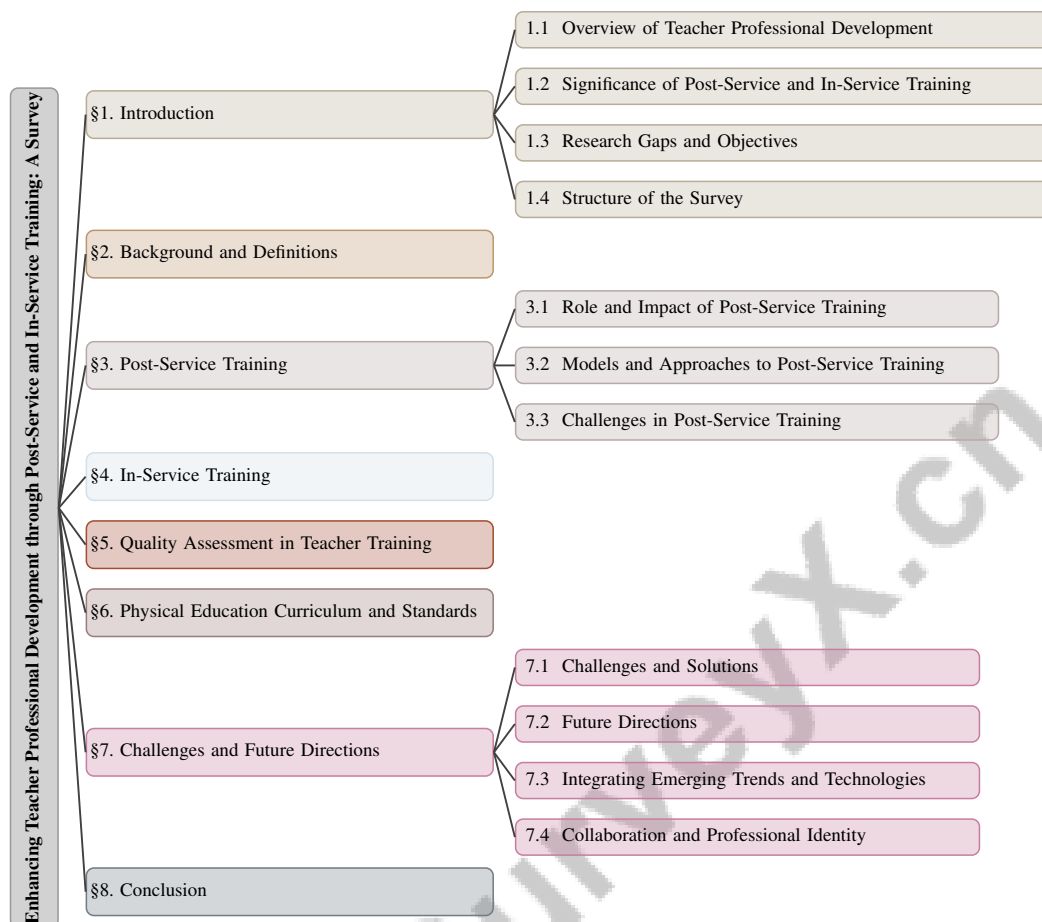 Enhancing Teacher Professional Development through Post-Service and In-Service Training: A Survey
§1. Introduction
1.1 Overview of Teacher Professional Development
1.2 Significance of Post-Service and In-Service Training
1.3 Research Gaps and Objectives
1.4 Structure of the Survey
§2. Background and Definitions
§3. Post-Service Training
3.1 Role and Impact of Post-Service Training
3.2 Models and Approaches to Post-Service Training
3.3 Challenges in Post-Service Training
§4. In-Service Training
§5. Quality Assessment in Teacher Training
§6. Physical Education Curriculum and Standards
§7. Challenges and Future Directions
7.1 Challenges and Solutions
7.2 Future Directions
7.3 Integrating Emerging Trends and Technologies
7.4 Collaboration and Professional Identity
§8. Conclusion
urveyx.cn